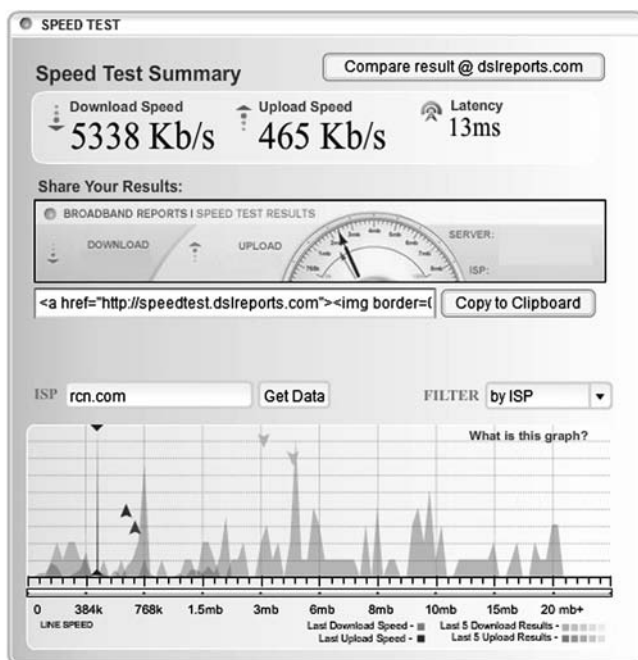 SPEED TEST
Speed Test Summary
Compare result @ dslreports.com
Download Speed
5338 Kb/s
Upload Speed
465 Kb/s
Latency
13ms
Share Your Results:
BROADBAND REPORTS I SPEED TEST RESULTS
DOWNLOAD
UPLOAD
SERVER:
ISP:
<a href="http://speedtest.dslreports.com"><img border=
Copy to Clipboard
ISP rcn.com Get Data FILTER by ISP
What is this graph?
0 384k 768k 1.5mb 3mb 6mb 8mb 10mb 15mb 20 mb+
LINE SPEED
Last Download Speed - Last 5 Download Results -
Last Upload Speed - Last 5 Upload Results -